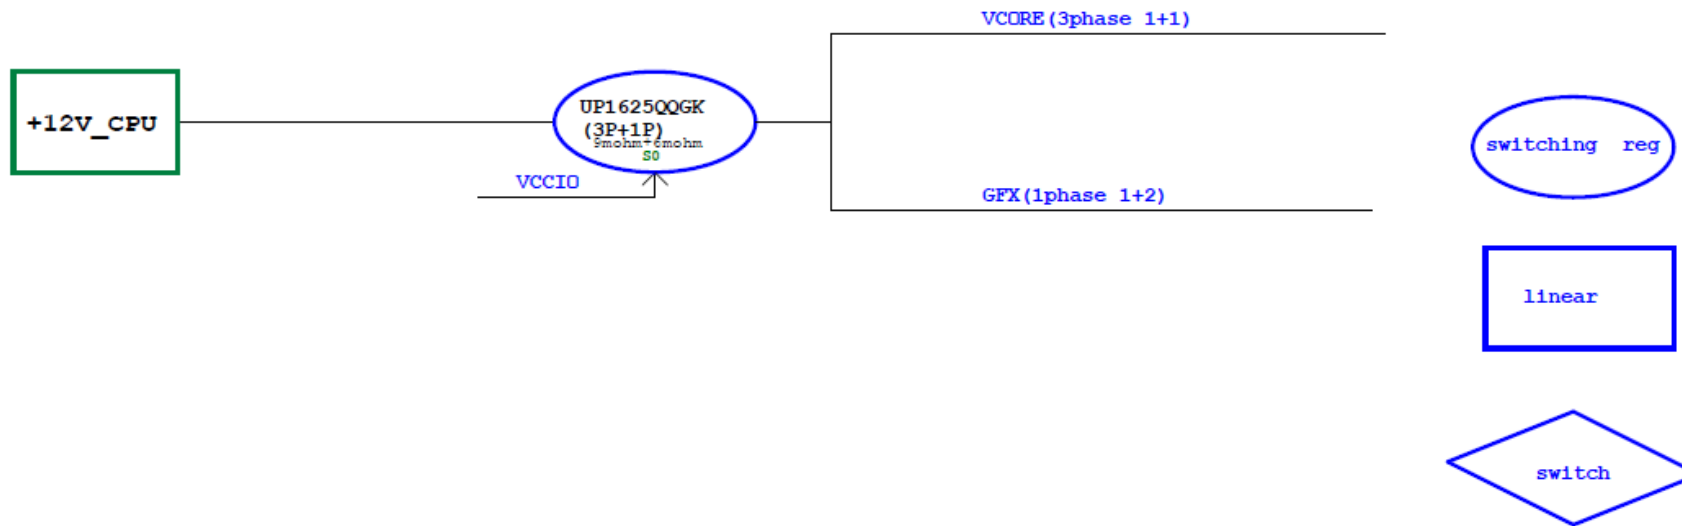 VCORE(3phase 1+1)
+12V_CPU
UP1625QQGK
(3P+1P)
9mohm+6mohm
S0
VCCIO
GFX(1phase 1+2)
switching reg
linear
switch